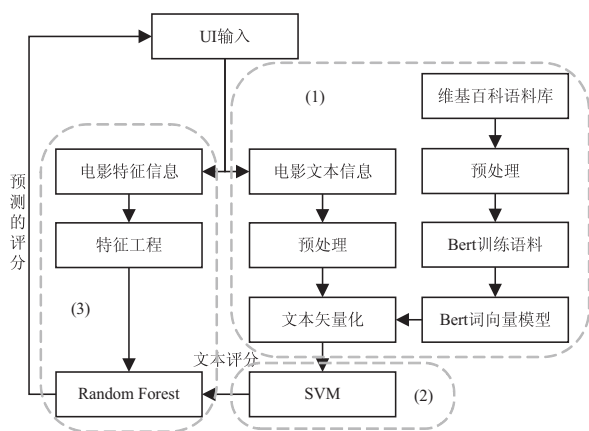 UI输入
(1)
维基百科语料库
电影特征信息
电影文本信息
预处理
预测的评分
特征工程
预处理
Bert训练语料
(3)
文本矢量化
Bert词向量模型
文本评分
Random Forest
SVM
(2)